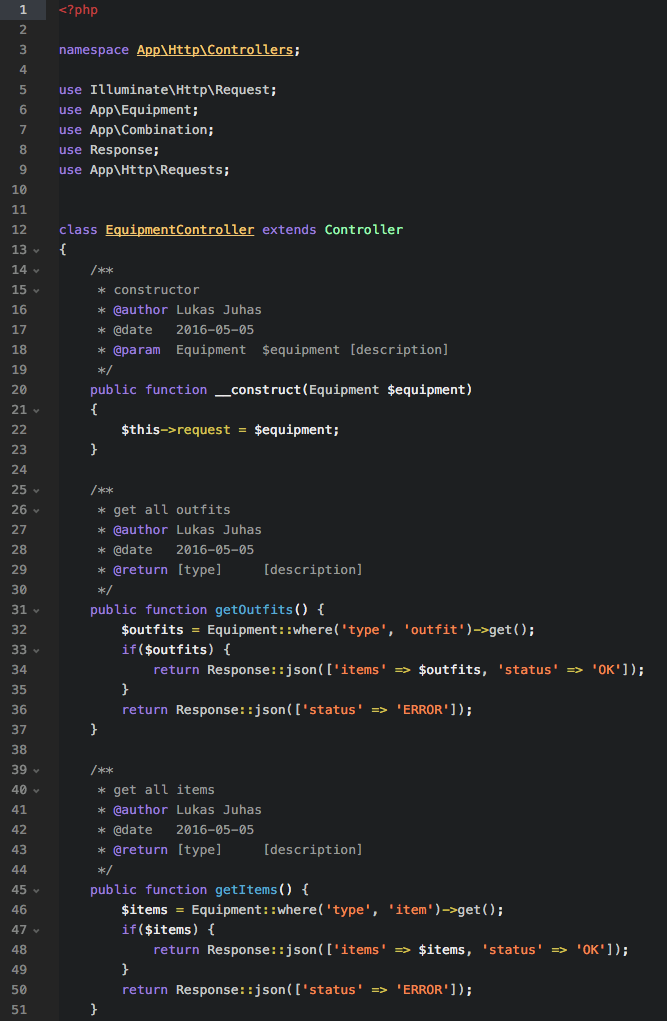 1 <?php
2
3 namespace App\Http\Controllers;
4
5 use Illuminate\Http\Request;
6 use App\Equipment;
7 use App\Combination;
8 use Response;
9 use App\Http\Requests;
10
11
12 class EquipmentController extends Controller
13 {
14     /**
15      * constructor
16      * @author Lukas Juhas
17      * @date   2016-05-05
18      * @param  Equipment  $equipment [description]
19      */
20     public function __construct(Equipment $equipment)
21     {
22         $this->request = $equipment;
23     }
24
25     /**
26      * get all outfits
27      * @author Lukas Juhas
28      * @date   2016-05-05
29      * @return [type]     [description]
30      */
31     public function getOutfits() {
32         $outfits = Equipment::where('type', 'outfit')->get();
33         if($outfits) {
34             return Response::json(['items' => $outfits, 'status' => 'OK']);
35         }
36         return Response::json(['status' => 'ERROR']);
37     }
38
39     /**
40      * get all items
41      * @author Lukas Juhas
42      * @date   2016-05-05
43      * @return [type]     [description]
44      */
45     public function getItems() {
46         $items = Equipment::where('type', 'item')->get();
47         if($items) {
48             return Response::json(['items' => $items, 'status' => 'OK']);
49         }
50         return Response::json(['status' => 'ERROR']);
51     }